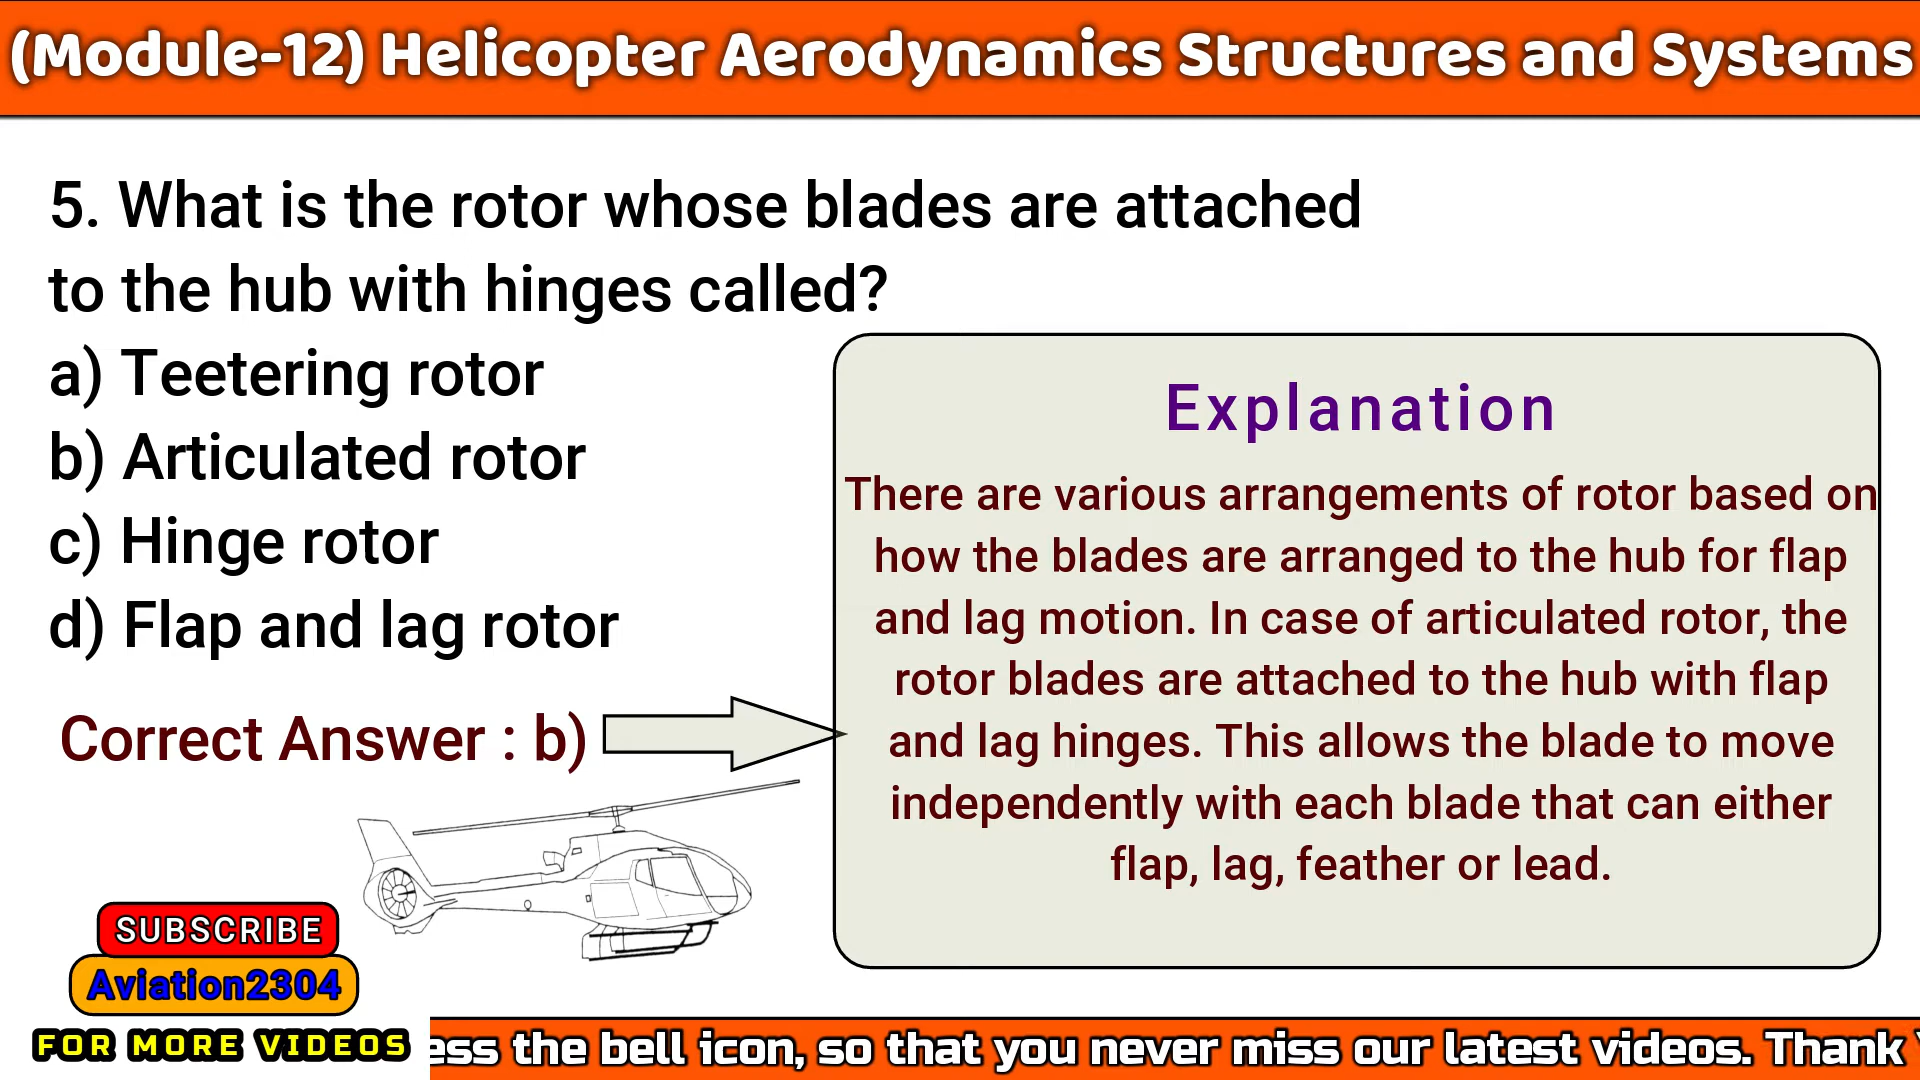 (Module-12) Helicopter Aerodynamics Structures and Systems
5. What is the rotor whose blades are attached
to the hub with hinges called?
a) Teetering rotor
b) Articulated rotor
c) Hinge rotor
d) Flap and lag rotor
Correct Answer : b)
Explanation
There are various arrangements of rotor based on
how the blades are arranged to the hub for flap
and lag motion. In case of articulated rotor, the
rotor blades are attached to the hub with flap
and lag hinges. This allows the blade to move
independently with each blade that can either
flap, lag, feather or lead.
SUBSCRIBE
Aviation2304
FOR MORE VIDEOS
ess the bell icon, so that you never miss our latest videos. Thank